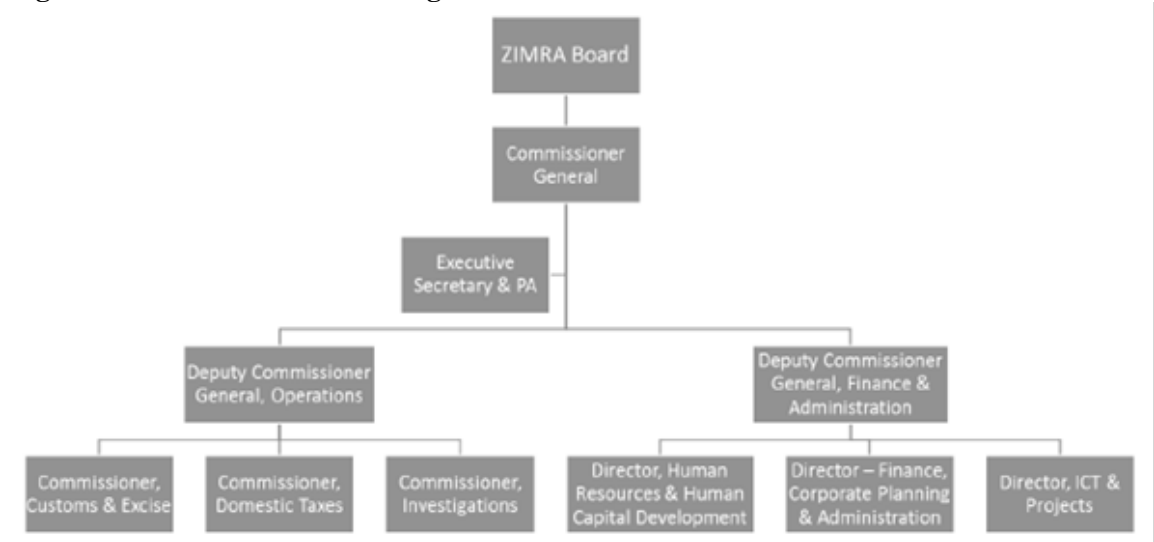 ZIMRA Board
Commissioner
General
Executive
Secretary & PA
Deputy Commissioner
General, Operations
Deputy Commissioner
General, Finance &
Administration
Commissioner,
Customs & Excise
Commissioner,
Domestic Taxes
Commissioner,
Investigations
Director, Human
Resources & Human
Capital Development
Director – Finance,
Corporate Planning
& Administration
Director, ICT &
Projects